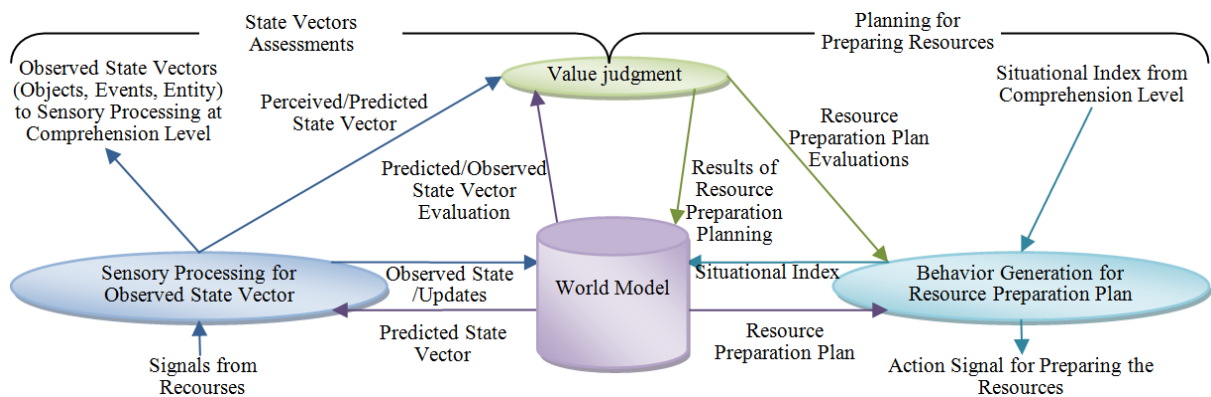 State Vectors
Assessments
Planning for
Preparing Resources
Observed State Vectors
(Objects, Events, Entity)
to Sensory Processing at
Comprehension Level
Perceived/Predicted
State Vector
Value judgment
Situational Index from
Comprehension Level
Resource
Preparation Plan
Evaluations
Predicted/Observed
State Vector
Evaluation
Results of
Resource
Preparation
Planning
Sensory Processing for
Observed State Vector
Observed State
/Updates
World Model
Situational Index
Behavior Generation for
Resource Preparation Plan
Predicted State
Vector
Resource
Preparation Plan
Signals from
Recourses
Action Signal for Preparing the
Resources